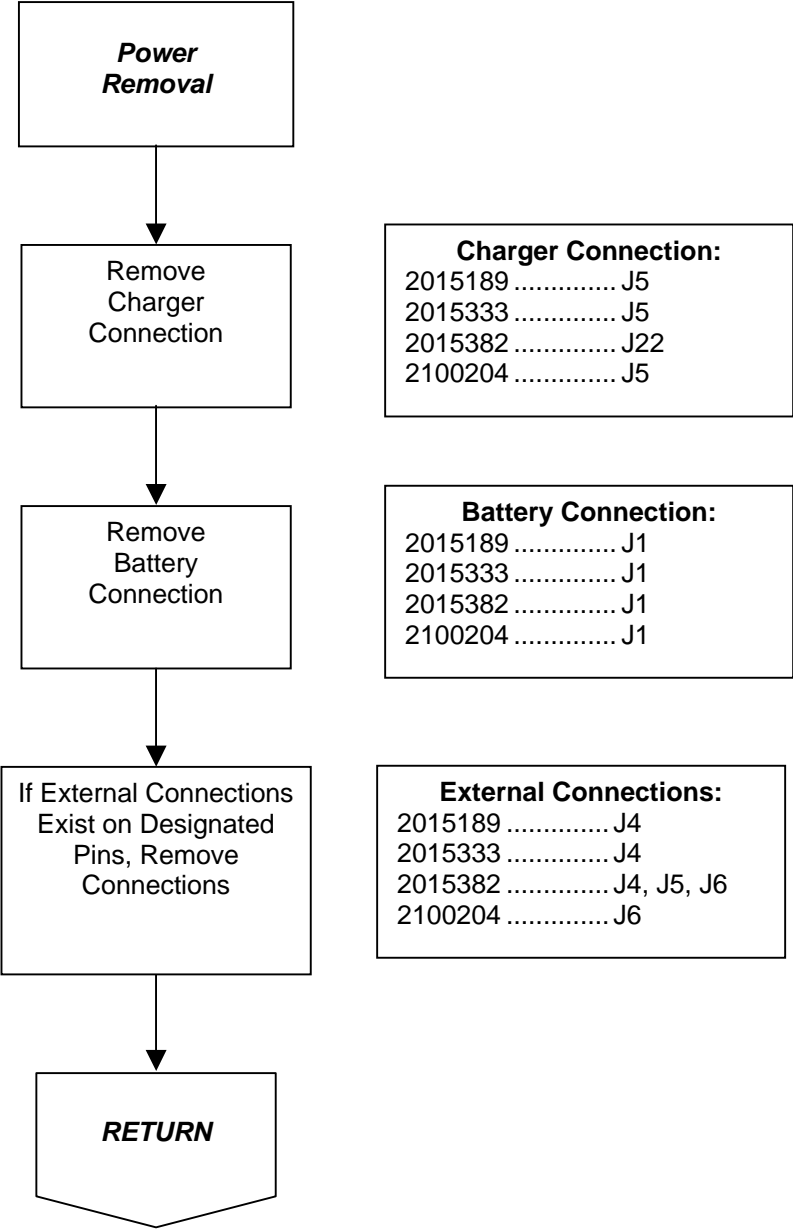 Power
Removal
Remove
Charger
Connection
Charger Connection:
2015189 .............. J5
2015333 .............. J5
2015382 .............. J22
2100204 .............. J5
Remove
Battery
Connection
Battery Connection:
2015189 .............. J1
2015333 .............. J1
2015382 .............. J1
2100204 .............. J1
If External Connections
Exist on Designated
Pins, Remove
Connections
External Connections:
2015189 .............. J4
2015333 .............. J4
2015382 .............. J4, J5, J6
2100204 .............. J6
RETURN